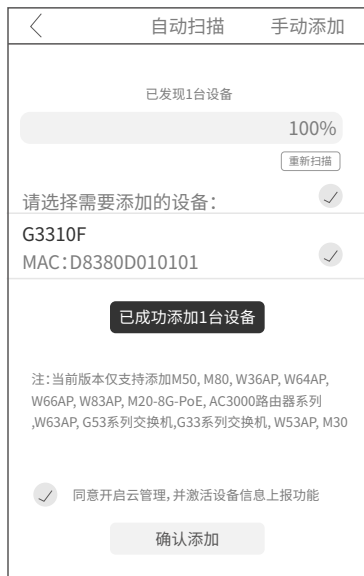 自动扫描 手动添加
已发现1台设备
100%
重新扫描
请选择需要添加的设备：
G3310F
MAC：D8380D010101
已成功添加1台设备
注：当前版本仅支持添加M50, M80, W36AP, W64AP,
W66AP, W83AP, M20-8G-PoE, AC3000路由器系列
,W63AP, G53系列交换机,G33系列交换机, W53AP, M30
同意开启云管理，并激活设备信息上报功能
确认添加